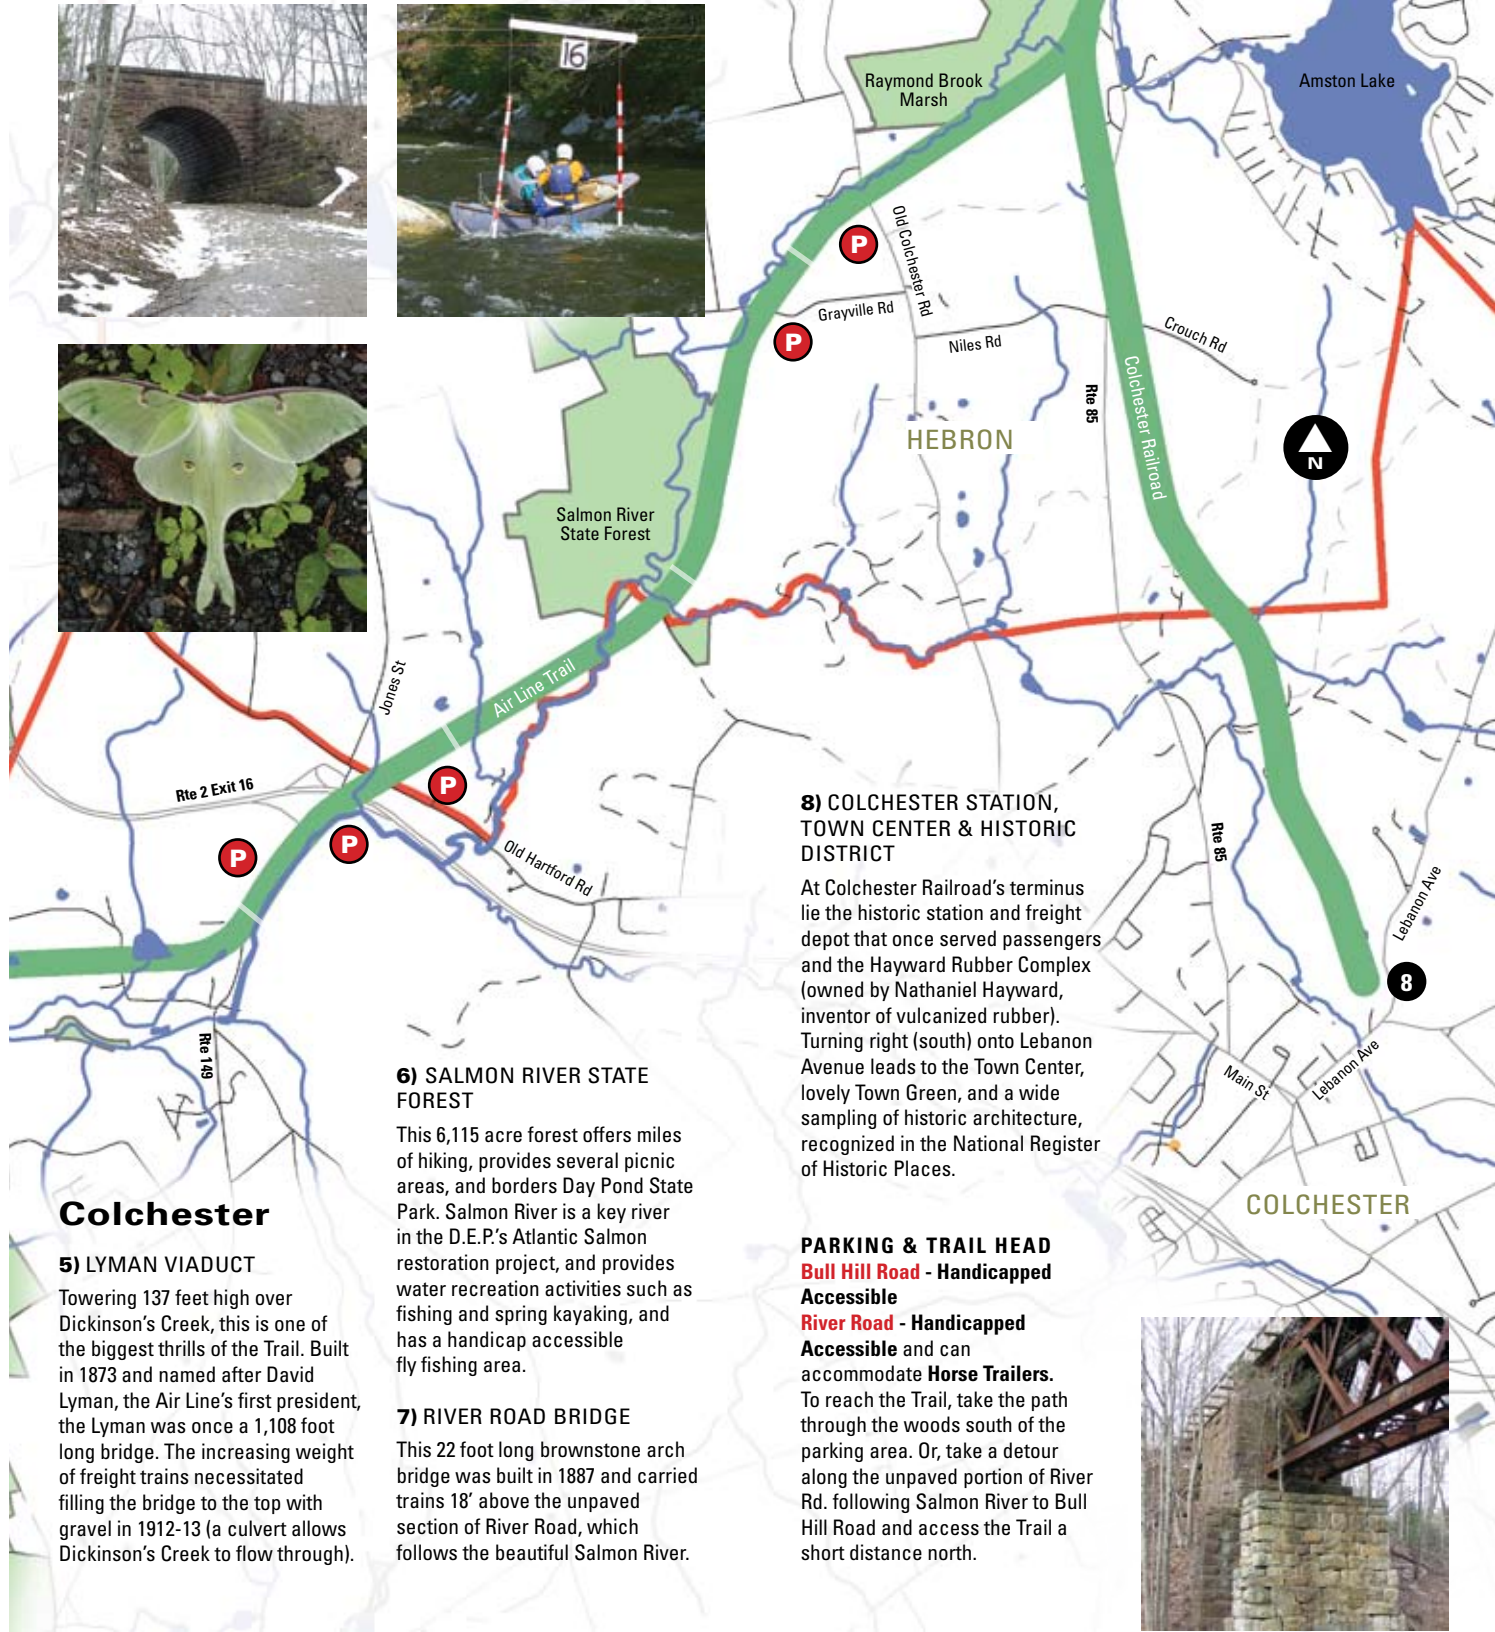 16
Raymond Brook
Marsh
Amston Lake
P
Old Colchester Rd
Grayville Rd
P
Niles Rd
Crouch Rd
Rte 85
Colchester Railroad
HEBRON
N
Salmon River
State Forest
Jones St
Air Line Trail
Rte 2 Exit 16
P
P
P
Old Hartford Rd
Rte 85
Lebanon Ave
8
Rte 149
Main St
Lebanon Ave
COLCHESTER
Colchester
5) LYMAN VIADUCT
Towering 137 feet high over
Dickinson’s Creek, this is one of
the biggest thrills of the Trail. Built
in 1873 and named after David
Lyman, the Air Line’s first president,
the Lyman was once a 1,108 foot
long bridge. The increasing weight
of freight trains necessitated
filling the bridge to the top with
gravel in 1912-13 (a culvert allows
Dickinson’s Creek to flow through).
6) SALMON RIVER STATE
FOREST
This 6,115 acre forest offers miles
of hiking, provides several picnic
areas, and borders Day Pond State
Park. Salmon River is a key river
in the D.E.P.’s Atlantic Salmon
restoration project, and provides
water recreation activities such as
fishing and spring kayaking, and
has a handicap accessible
fly fishing area.
7) RIVER ROAD BRIDGE
This 22 foot long brownstone arch
bridge was built in 1887 and carried
trains 18’ above the unpaved
section of River Road, which
follows the beautiful Salmon River.
8) COLCHESTER STATION,
TOWN CENTER & HISTORIC
DISTRICT
At Colchester Railroad’s terminus
lie the historic station and freight
depot that once served passengers
and the Hayward Rubber Complex
(owned by Nathaniel Hayward,
inventor of vulcanized rubber).
Turning right (south) onto Lebanon
Avenue leads to the Town Center,
lovely Town Green, and a wide
sampling of historic architecture,
recognized in the National Register
of Historic Places.
PARKING & TRAIL HEAD
Bull Hill Road - Handicapped
Accessible
River Road - Handicapped
Accessible and can
accommodate Horse Trailers.
To reach the Trail, take the path
through the woods south of the
parking area. Or, take a detour
along the unpaved portion of River
Rd. following Salmon River to Bull
Hill Road and access the Trail a
short distance north.